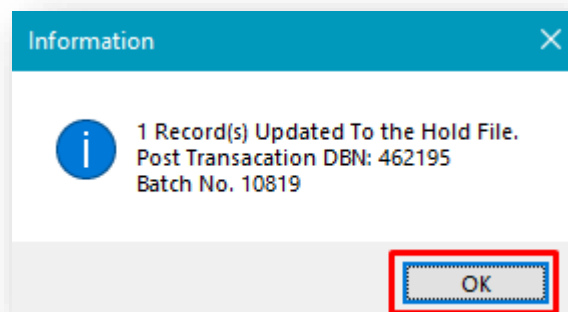 Information
1 Record(s) Updated To the Hold File.
Post Transacation DBN: 462195
Batch No. 10819
OK